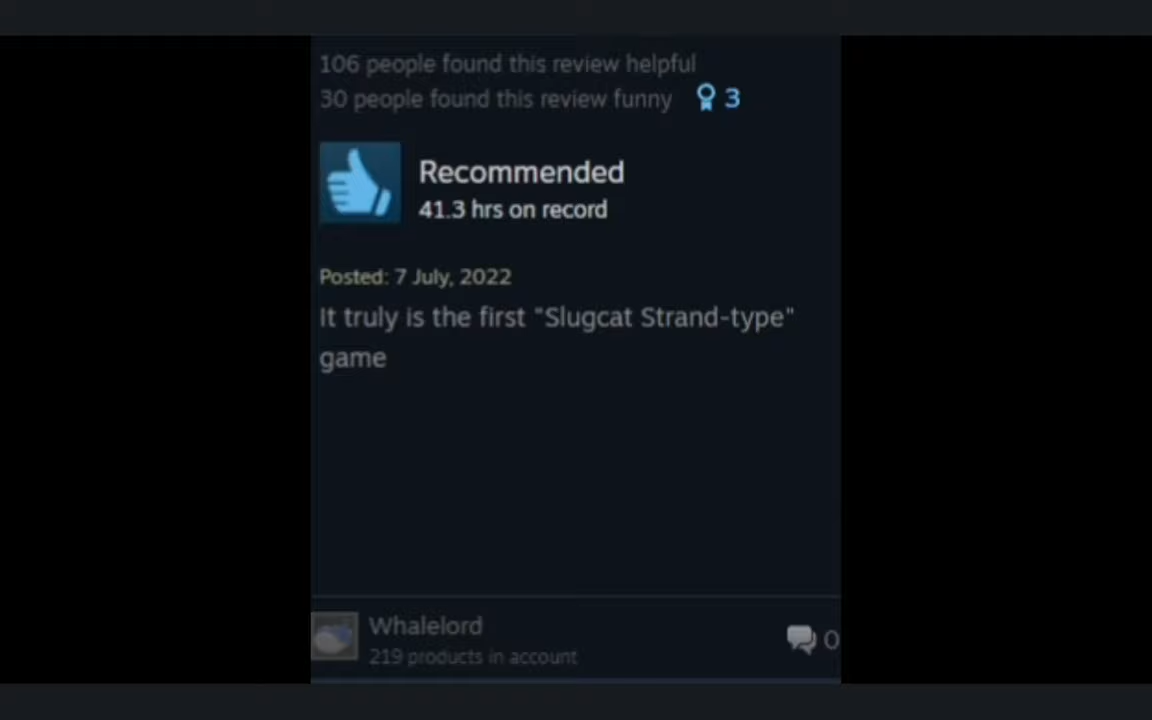 106 people found this review helpful
30 people found this review funny 3
Recommended
41.3 hrs on record
Posted: 7 July, 2022
It truly is the first "Slugcat Strand-type"
game
Whalelord
219 products in account
0